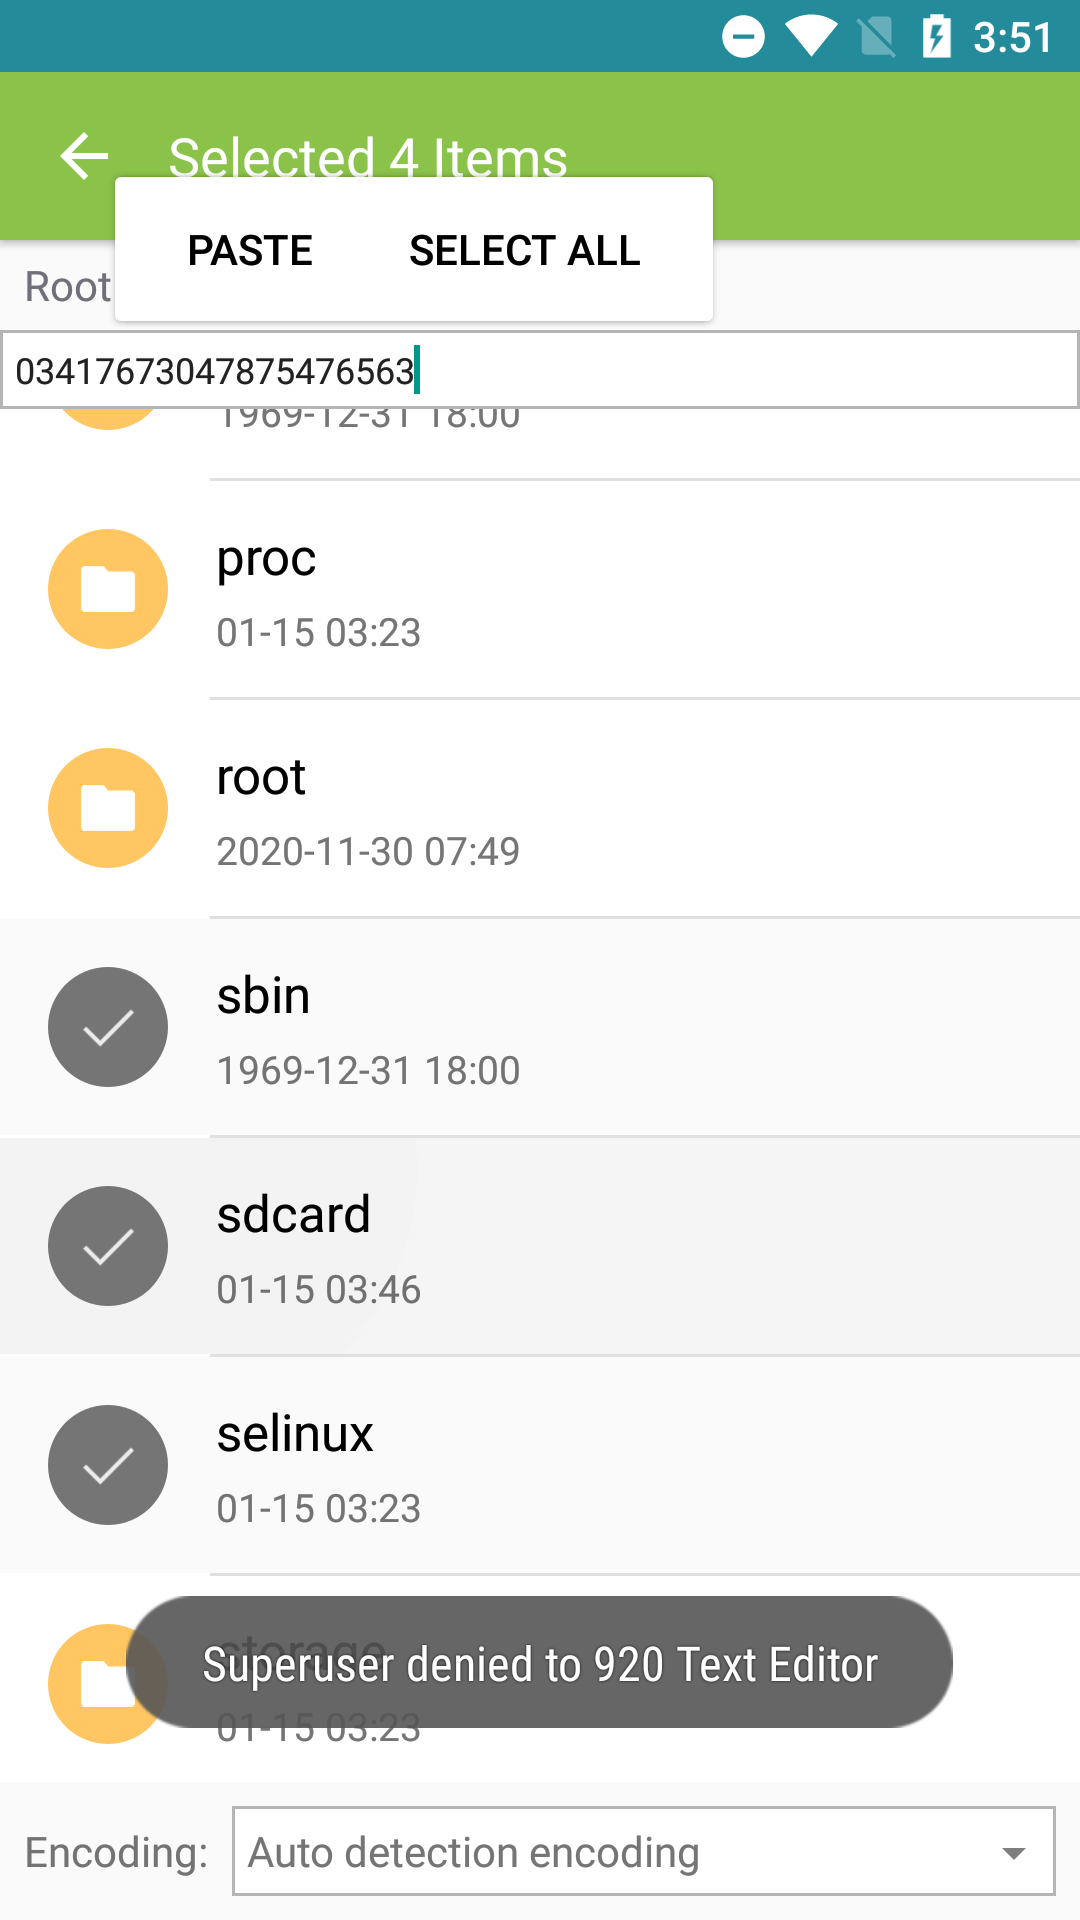 3:51
Selected 4 Items
PASTE SELECT ALL
Root
03417673047875476563
1969-12-31 18:00
proc
01-15 03:23
root
2020-11-30 07:49
sbin
1969-12-31 18:00
sdcard
01-15 03:46
selinux
01-15 03:23
storage
Superuser denied to 920 Text Editor
01-15 03:23
Encoding: Auto detection encoding